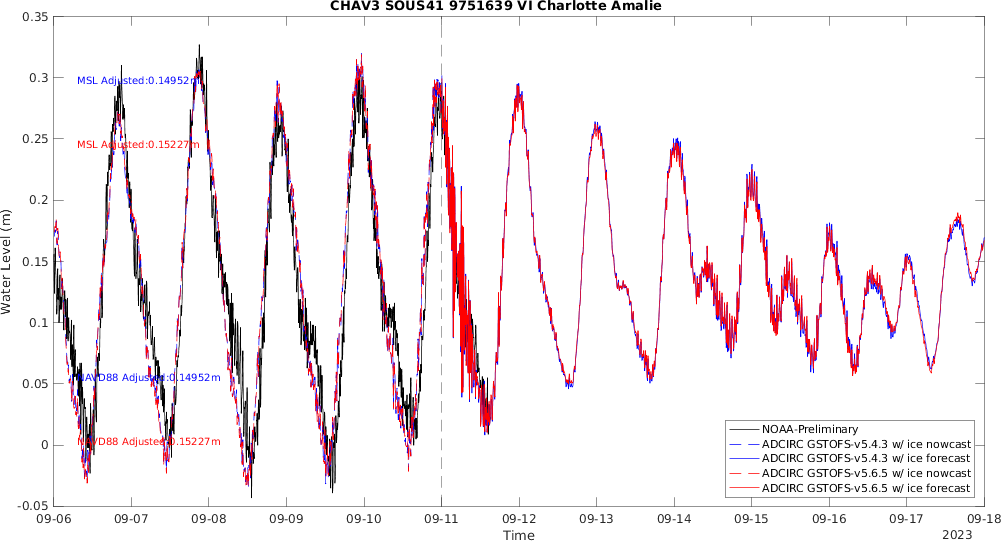 CHAV3 SOUS41 9751639 VI Charlotte Amalie
0.35
0.3
0.25
0.2
0.15
0.1
0.05
0
-0.05
Water Level (m)
MSL Adjusted:0.14952m
MSL Adjusted:0.15227m
NAVD88 Adjusted:0.14952m
NAVD88 Adjusted:0.15227m
NOAA-Preliminary
ADCIRC GSTOFS-v5.4.3 w/ ice nowcast
ADCIRC GSTOFS-v5.4.3 w/ ice forecast
ADCIRC GSTOFS-v5.6.5 w/ ice nowcast
ADCIRC GSTOFS-v5.6.5 w/ ice forecast
09-06 09-07 09-08 09-09 09-10 09-11 09-12 09-13 09-14 09-15 09-16 09-17 09-18
Time
2023